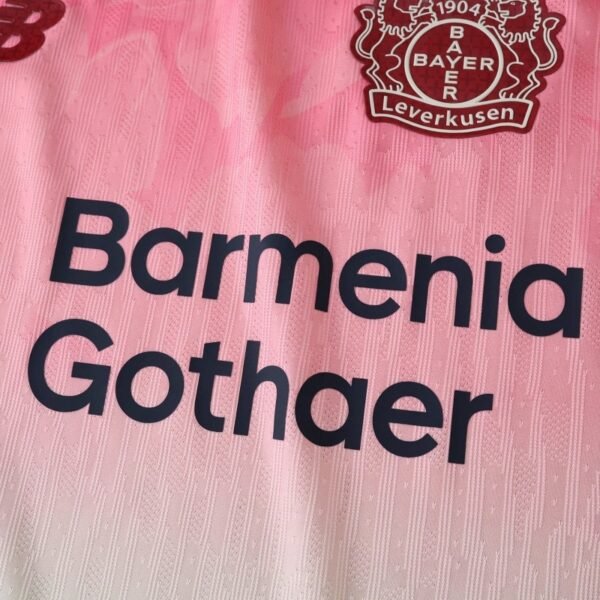 1904
BAYER
BAYER
Leverkusen
Barmenia
Gothaer